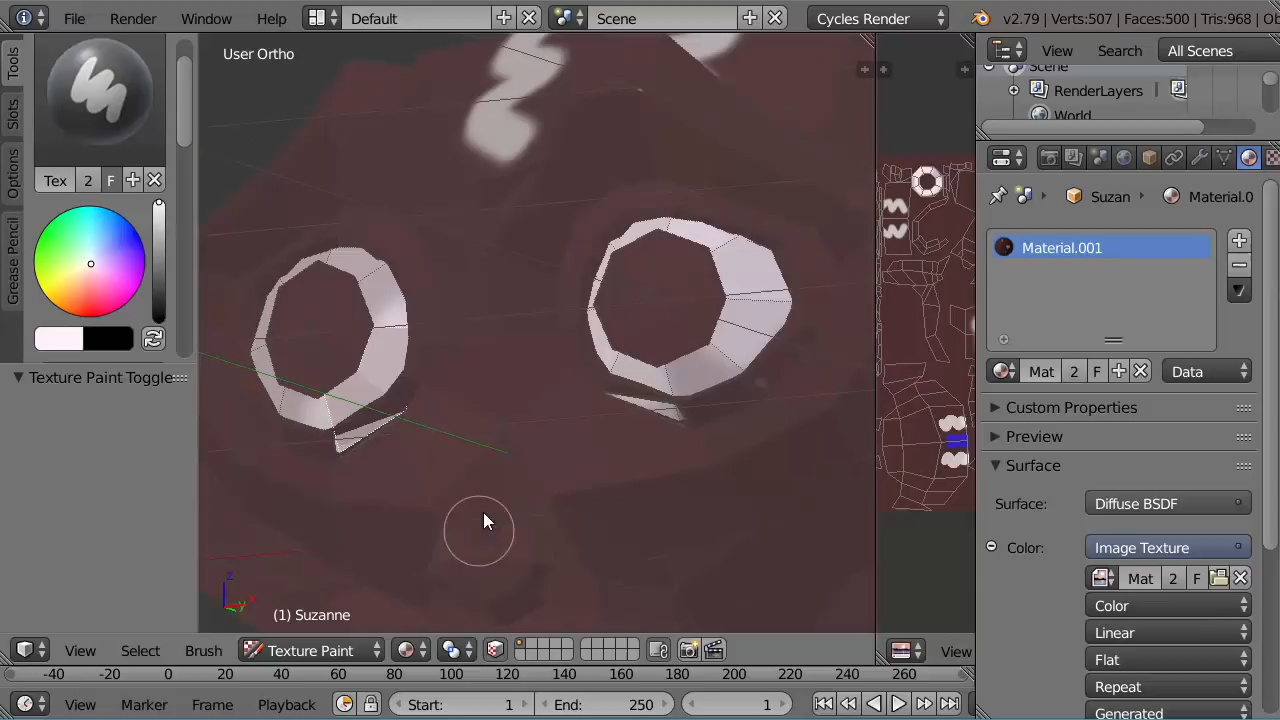 File Render Window Help Default Scene Cycles Render v2.79 | Verts:507 | Faces:500 | Tris:968 |
Tools
Slots
Options
Grease Pencil
User Ortho
View Search All Scenes
Scene
RenderLayers
World
Tex 2 F
Suzan Material.0
Material.001
Texture Paint Toggle
Mat 2 F Data
Custom Properties
Preview
Surface
Surface: Diffuse BSDF
Color: Image Texture
Mat 2 F
Color
Linear
Flat
Repeat
Generated
z
x
y
(1) Suzanne
View Select Brush Texture Paint View
-40 -20 0 20 40 60 80 100 120 140 160 180 200 220 240 260
View Marker Frame Playback Start: 1 End: 250 1